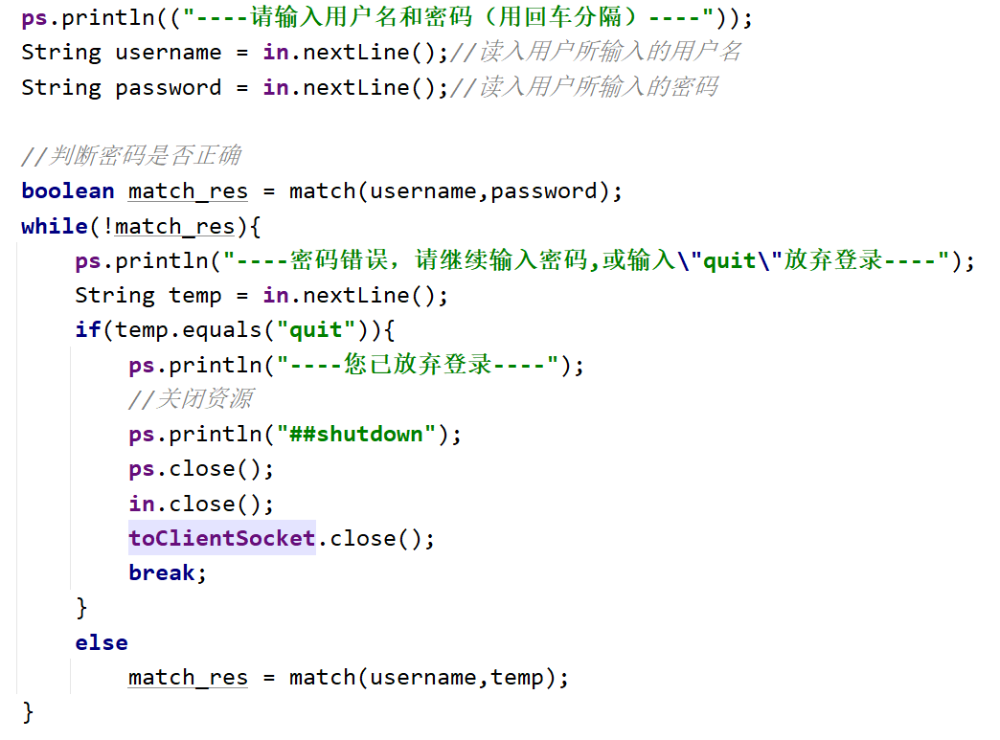 ps.println(("----请输入用户名和密码（用回车分隔）----"));
String username = in.nextLine();//读入用户所输入的用户名
String password = in.nextLine();//读入用户所输入的密码
//判断密码是否正确
boolean match_res = match(username,password);
while(!match_res){
ps.println("----密码错误，请继续输入密码,或输入\"quit\"放弃登录----");
String temp = in.nextLine();
if(temp.equals("quit")){
ps.println("----您已放弃登录----");
//关闭资源
ps.println("##shutdown");
ps.close();
in.close();
toClientSocket.close();
break;
}
else
match_res = match(username,temp);
}